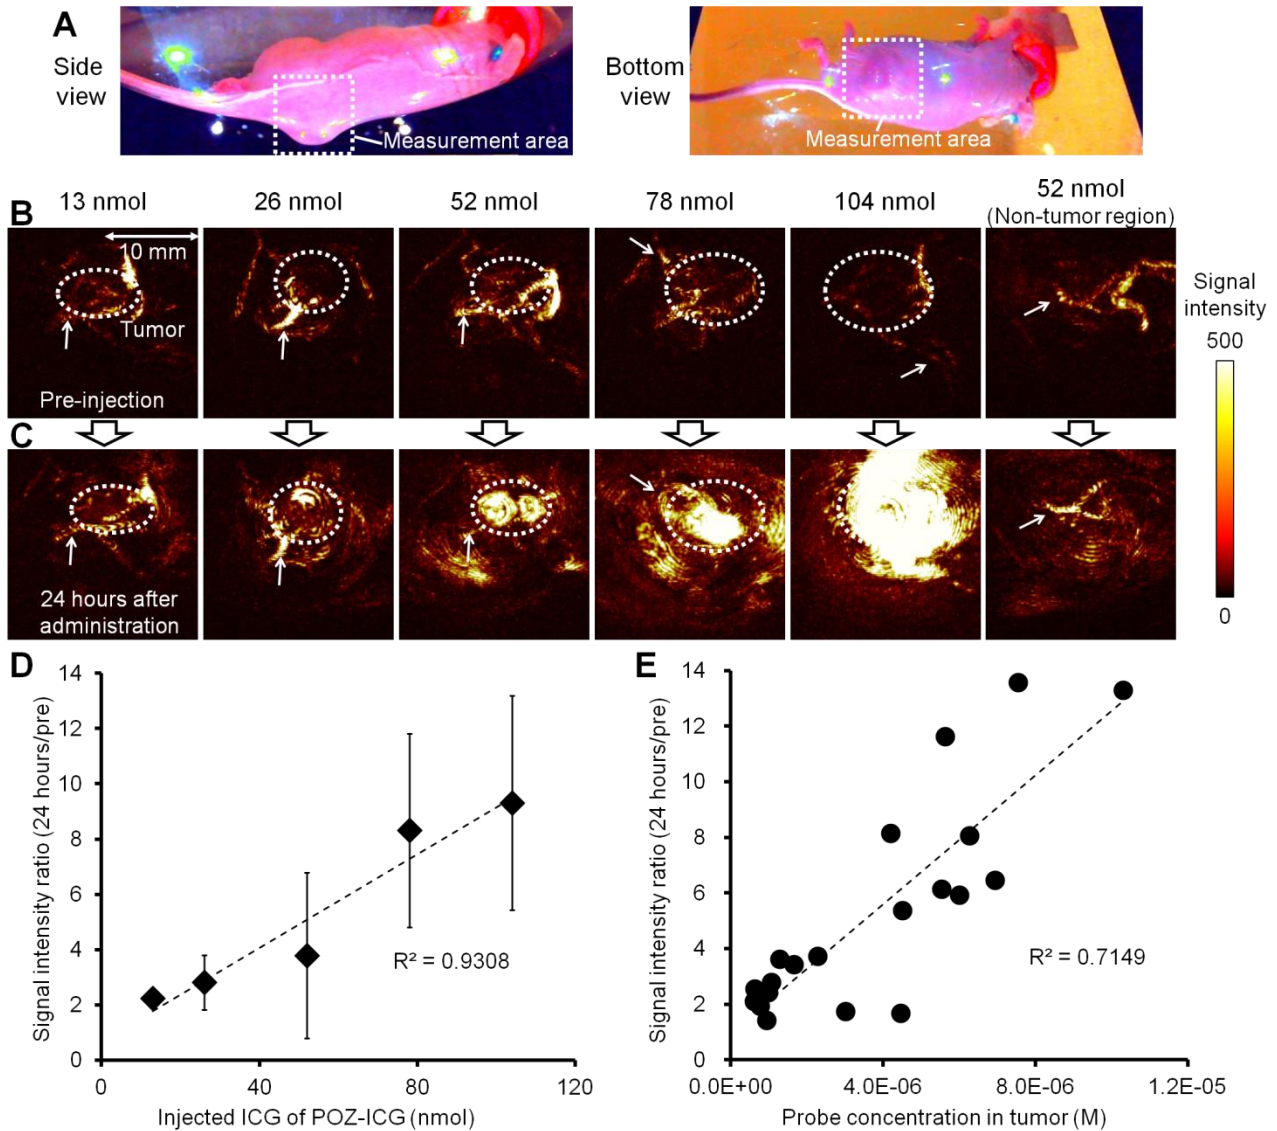 A
Side
view
Measurement area
Bottom
view
Measurement area
B
13 nmol
26 nmol
52 nmol
78 nmol
104 nmol
52 nmol
(Non-tumor region)
10 mm
Tumor
Pre-injection
Signal
intensity
500
0
C
24 hours after
administration
D
Signal intensity ratio (24 hours/pre)
14
12
10
8
6
4
2
0
R² = 0.9308
0
40
80
120
Injected ICG of POZ-ICG (nmol)
E
Signal intensity ratio (24 hours/pre)
14
12
10
8
6
4
2
0
R² = 0.7149
0.0E+00
4.0E-06
8.0E-06
1.2E-05
Probe concentration in tumor (M)